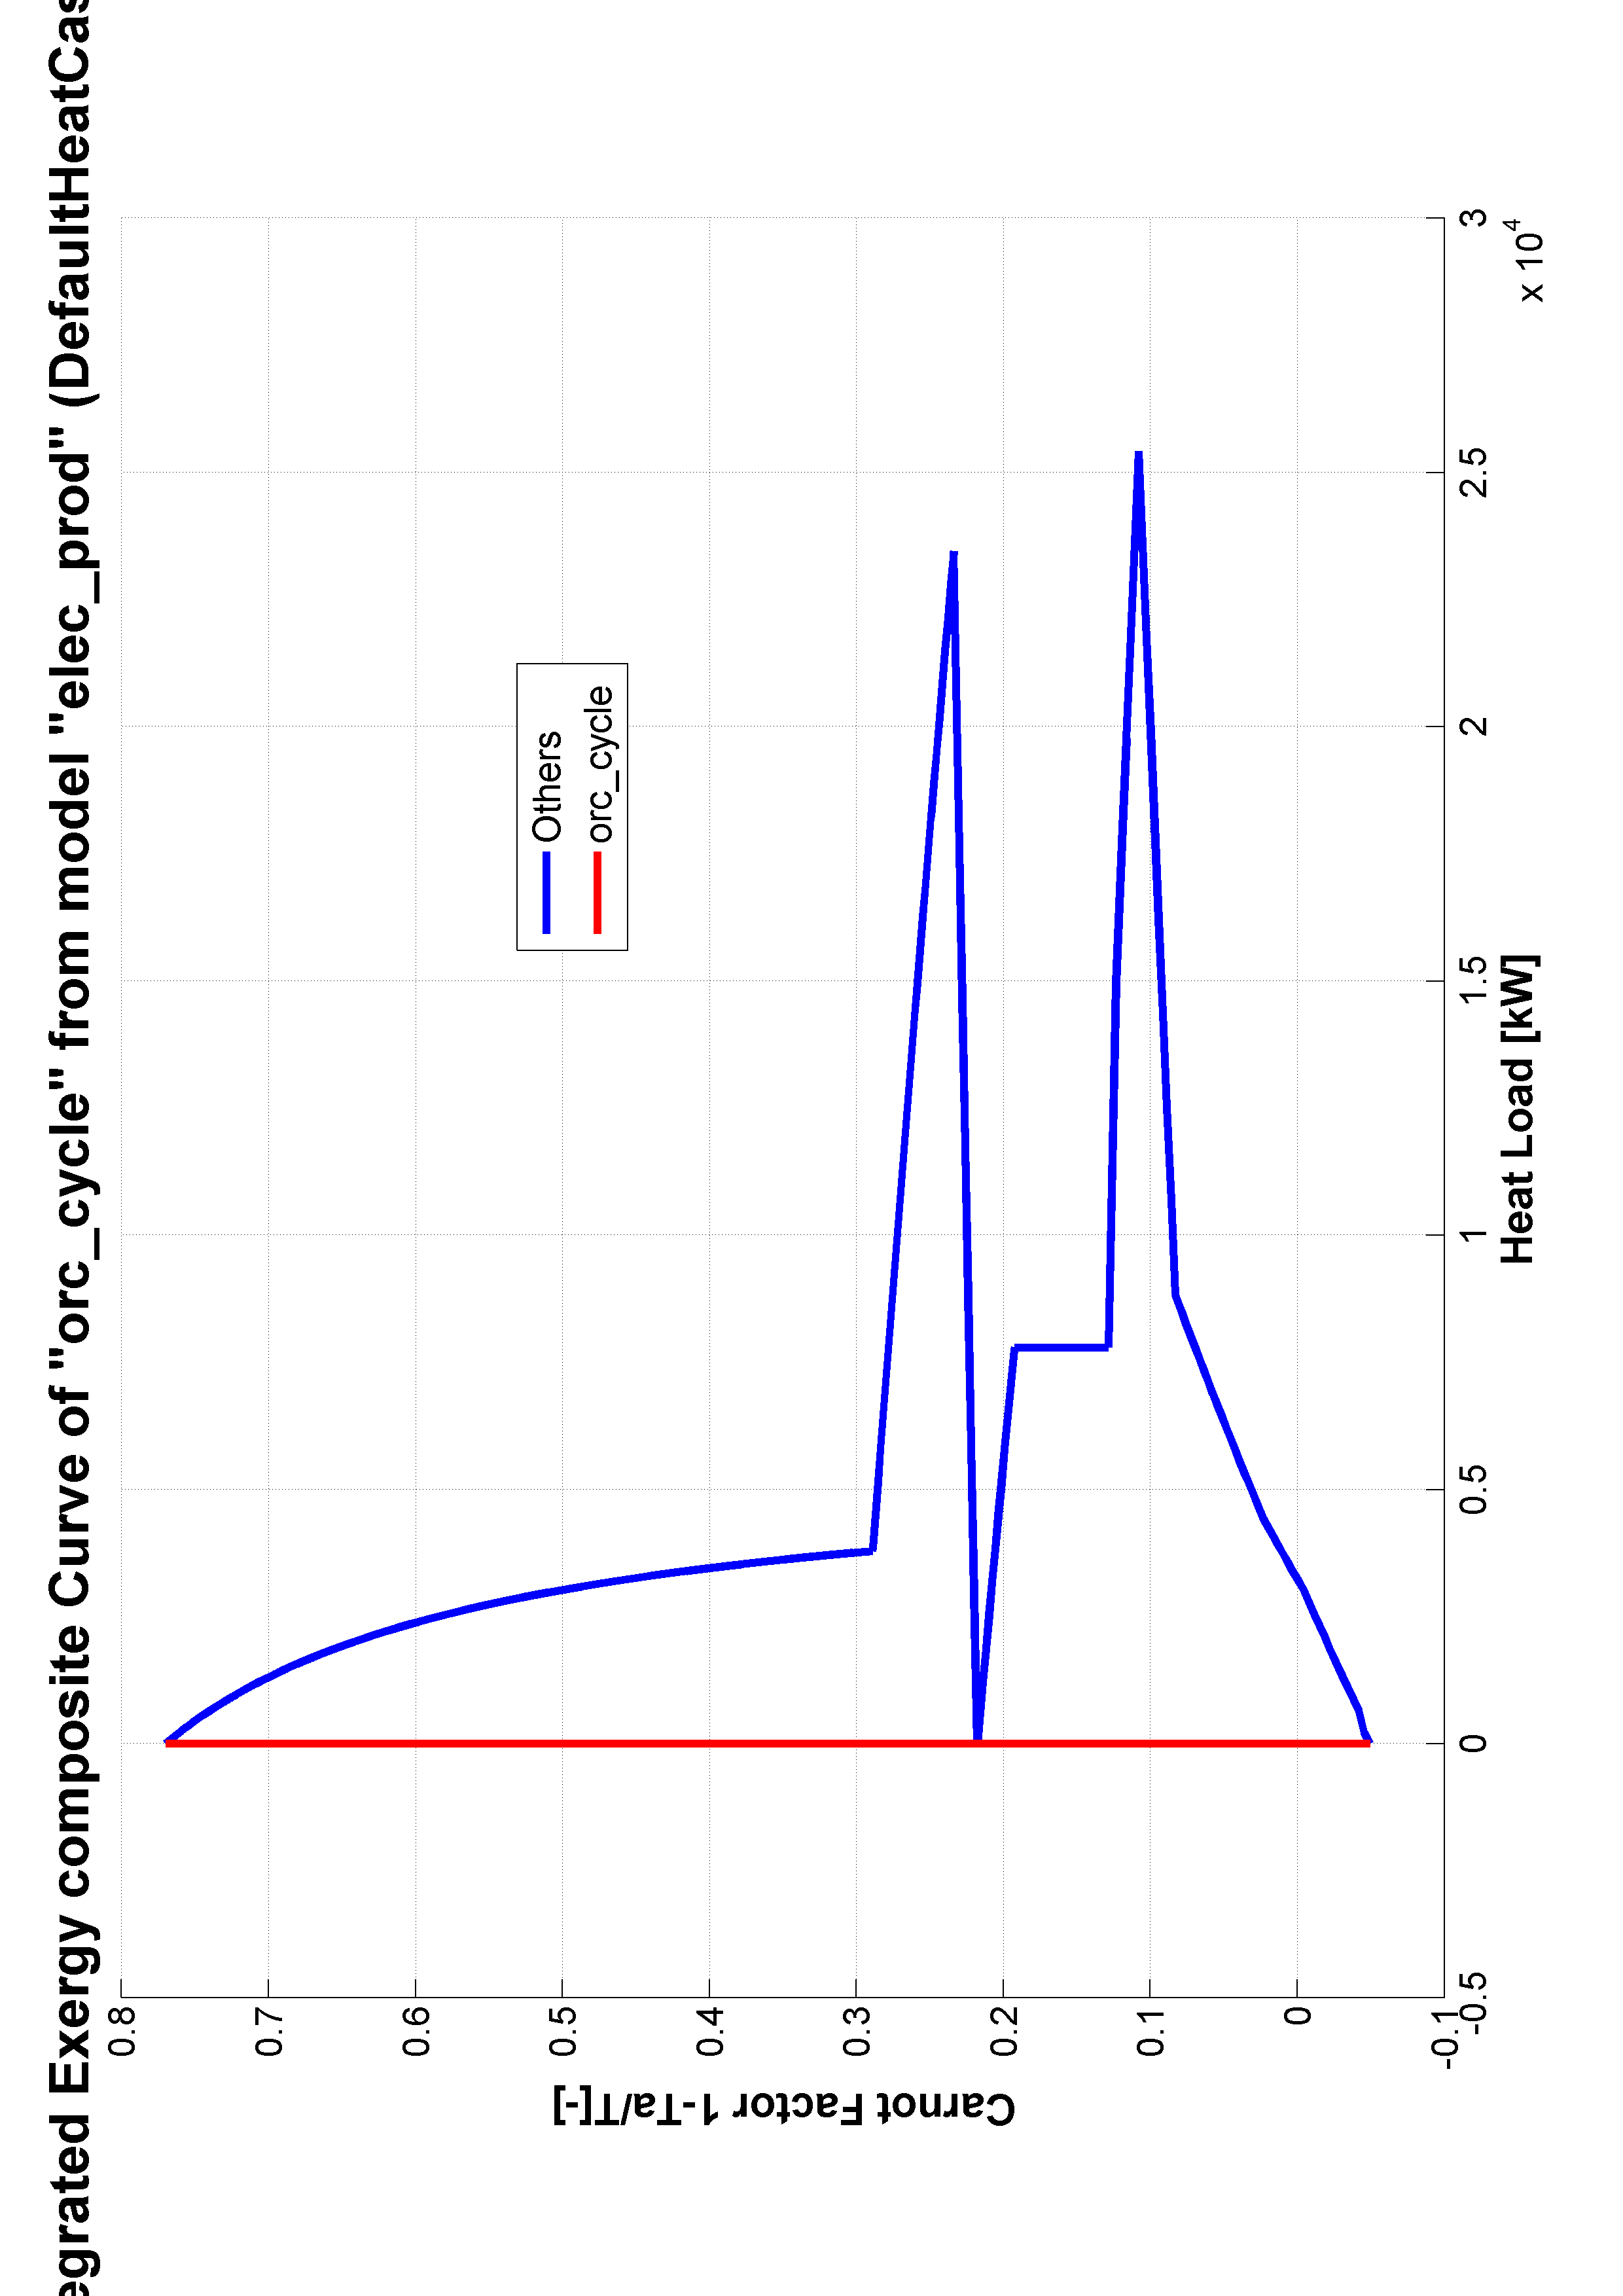 egrated Exergy composite Curve of "orc_cycle" from model "elec_prod" (DefaultHeatCas
0.8
0.7
0.6
0.5
0.4
0.3
0.2
0.1
0
-0.1
Carnot Factor 1-Ta/T[-]
Others
orc_cycle
-0.5 0 0.5 1 1.5 2 2.5 3
x 10^4
Heat Load [kW]